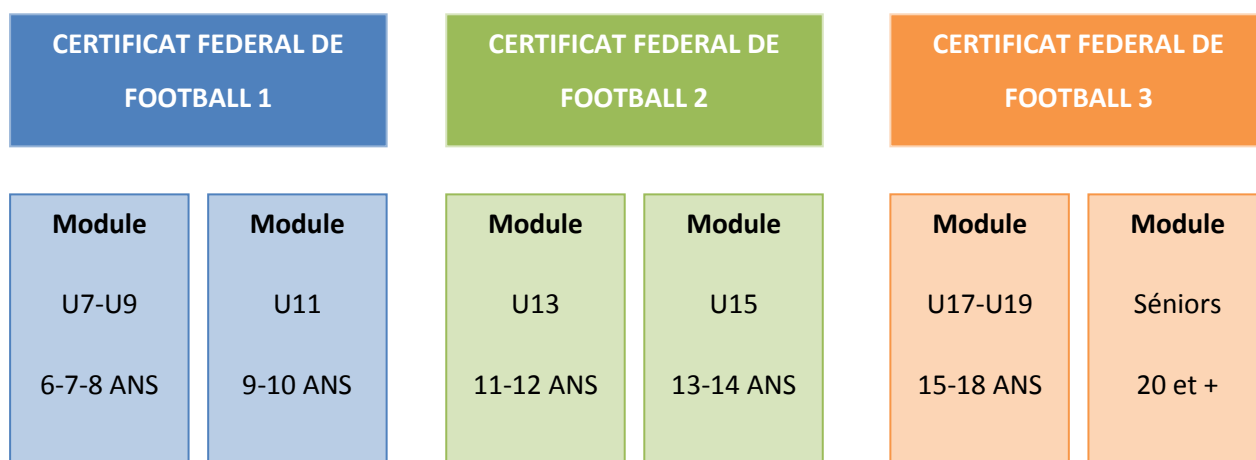 CERTIFICAT FEDERAL DE
FOOTBALL 1
CERTIFICAT FEDERAL DE
FOOTBALL 2
CERTIFICAT FEDERAL DE
FOOTBALL 3
Module
U7-U9
6-7-8 ANS
Module
U11
9-10 ANS
Module
U13
11-12 ANS
Module
U15
13-14 ANS
Module
U17-U19
15-18 ANS
Module
Séniors
20 et +